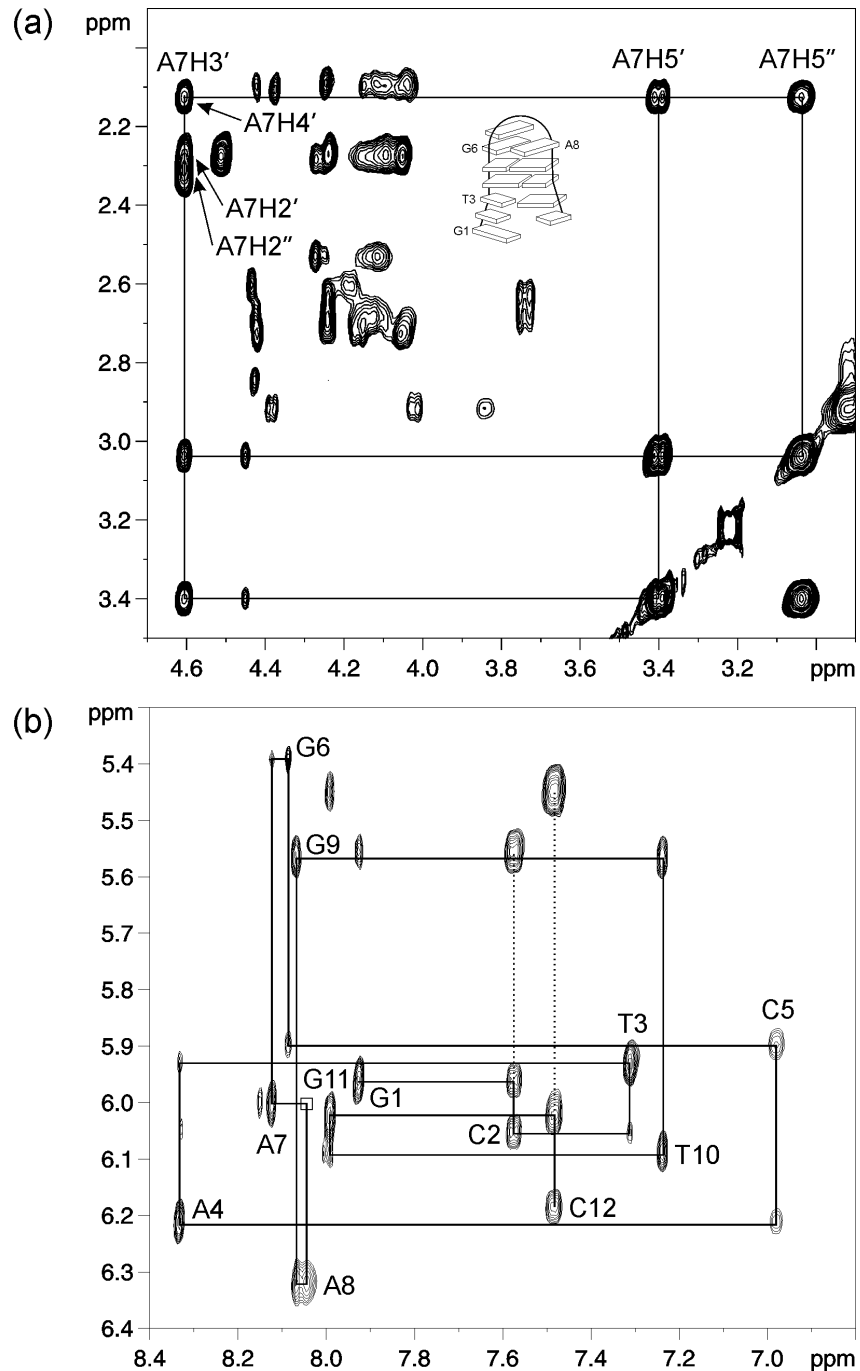 (a)
ppm
A7H3′ A7H5′ A7H5″
A7H4′
2.2
G6 A8
A7H2′
2.4
T3
A7H2″
G1
2.6
2.8
3.0
3.2
3.4
4.6 4.4 4.2 4.0 3.8 3.6 3.4 3.2 ppm
(b)
ppm
G6
5.4
5.5
G9
5.6
5.7
5.8
C5
T3
5.9
G11 G1
6.0
A7 C2
T10
6.1
A4 C12
6.2
A8
6.3
6.4
8.4 8.2 8.0 7.8 7.6 7.4 7.2 7.0 ppm